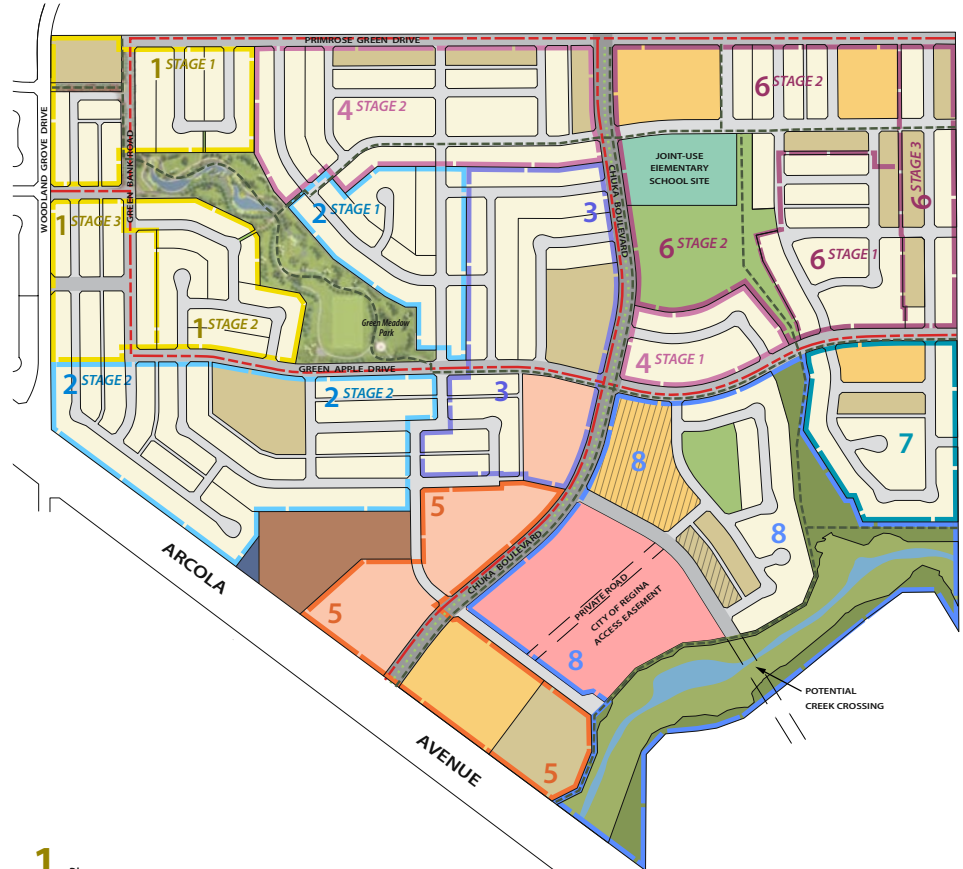 PRIMROSE GREEN DRIVE
1 STAGE 1
4 STAGE 2
6 STAGE 2
WOODLAND GROVE DRIVE
GREEN BANK ROAD
JOINT-USE
ELEMENTARY
SCHOOL SITE
6 STAGE 3
CHUKA BOULEVARD
1 STAGE 3
2 STAGE 1
3
6 STAGE 2
6 STAGE 1
1 STAGE 2
Green Meadow
Park
4 STAGE 1
GREEN APPLE DRIVE
2 STAGE 2
2 STAGE 2
3
7
8
5
8
CHUKA BOULEVARD
ARCOLA
5
PRIVATE ROAD
CITY OF REGINA
ACCESS EASEMENT
8
POTENTIAL
CREEK CROSSING
AVENUE
5
1